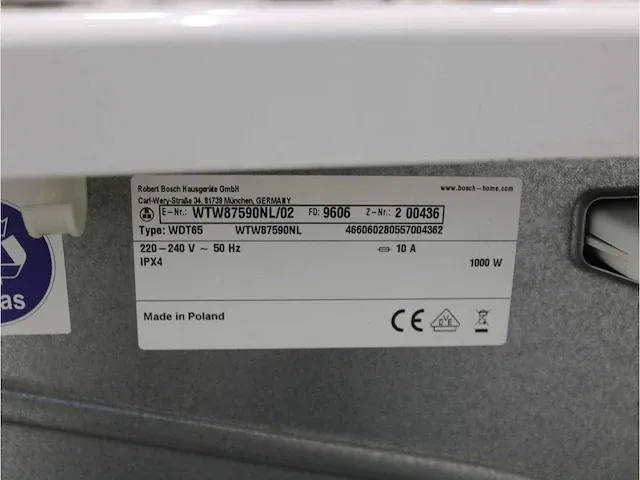 Robert Bosch Hausgeräte GmbH
www.bosch-home.com
Carl-Wery-Straße 34, 81739 München, GERMANY
E-Nr.: WTW87590NL/02 FD: 9606 Z-Nr.: 2 00436
Type: WDT65 WTW87590NL 466060280557004362
220-240 V ~ 50 Hz 10 A
IPX4 1000 W
Made in Poland
CE VDE
as